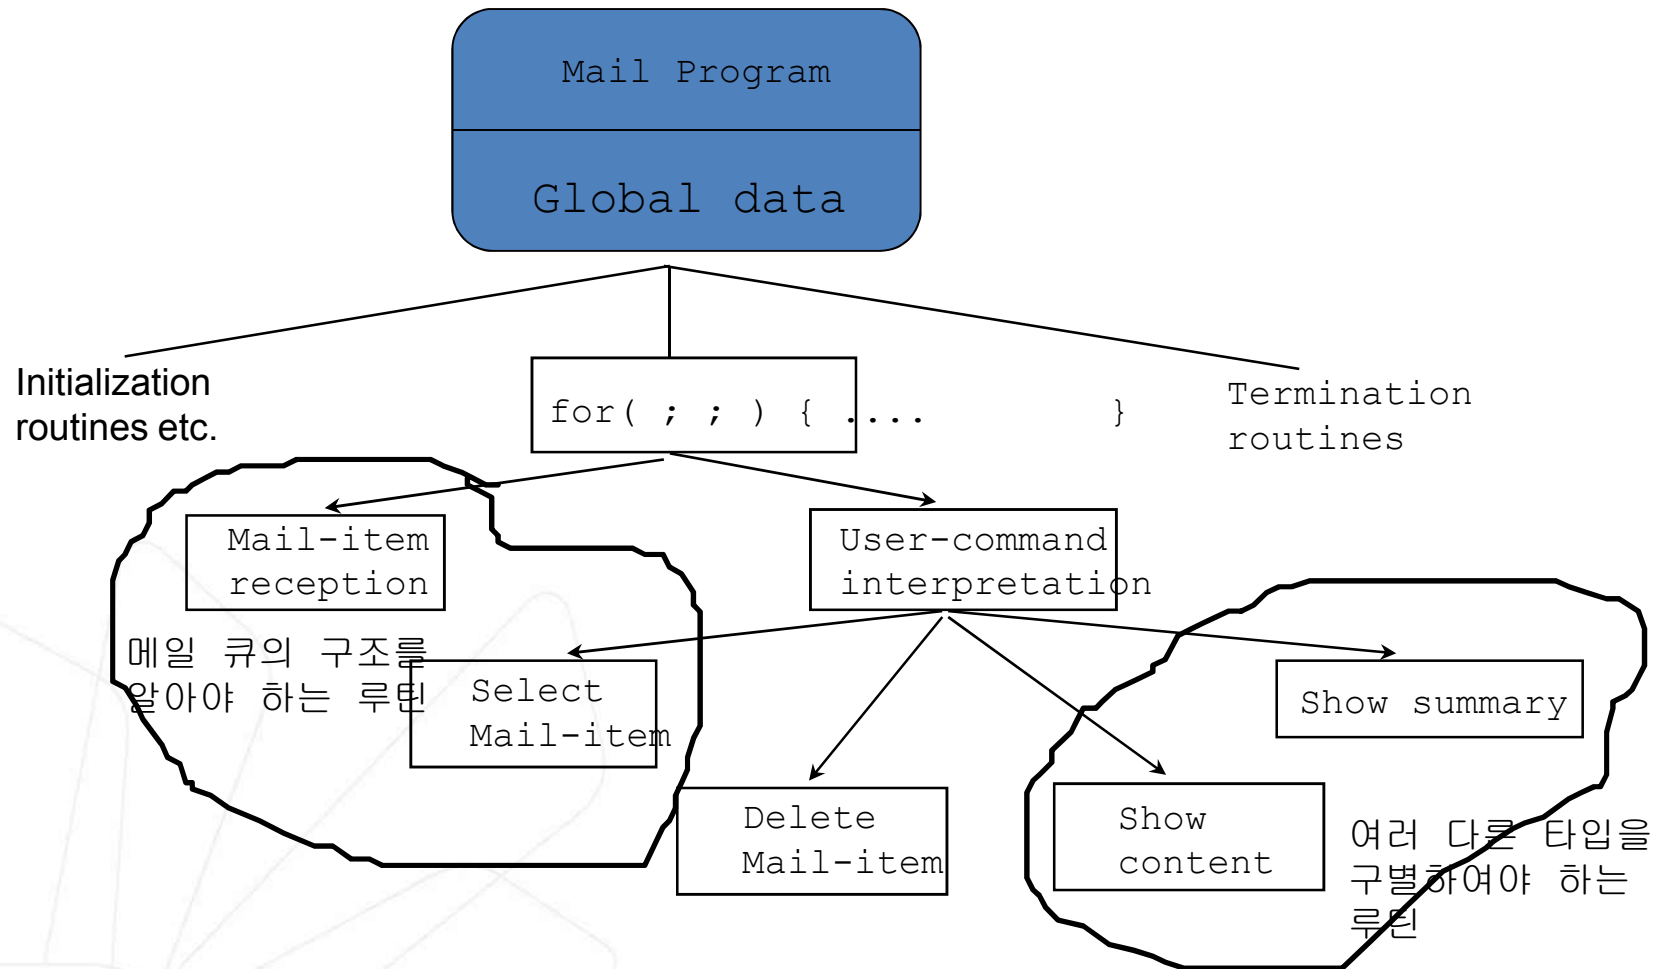 Mail Program
Global data
Initialization
routines etc.
for( ; ; ) { .... }
Termination
routines
Mail-item
reception
User-command
interpretation
메일 큐의 구조를
알아야 하는 루틴
Select
Mail-item
Show summary
Delete
Mail-item
Show
content
여러 다른 타입을
구별하여야 하는
루틴